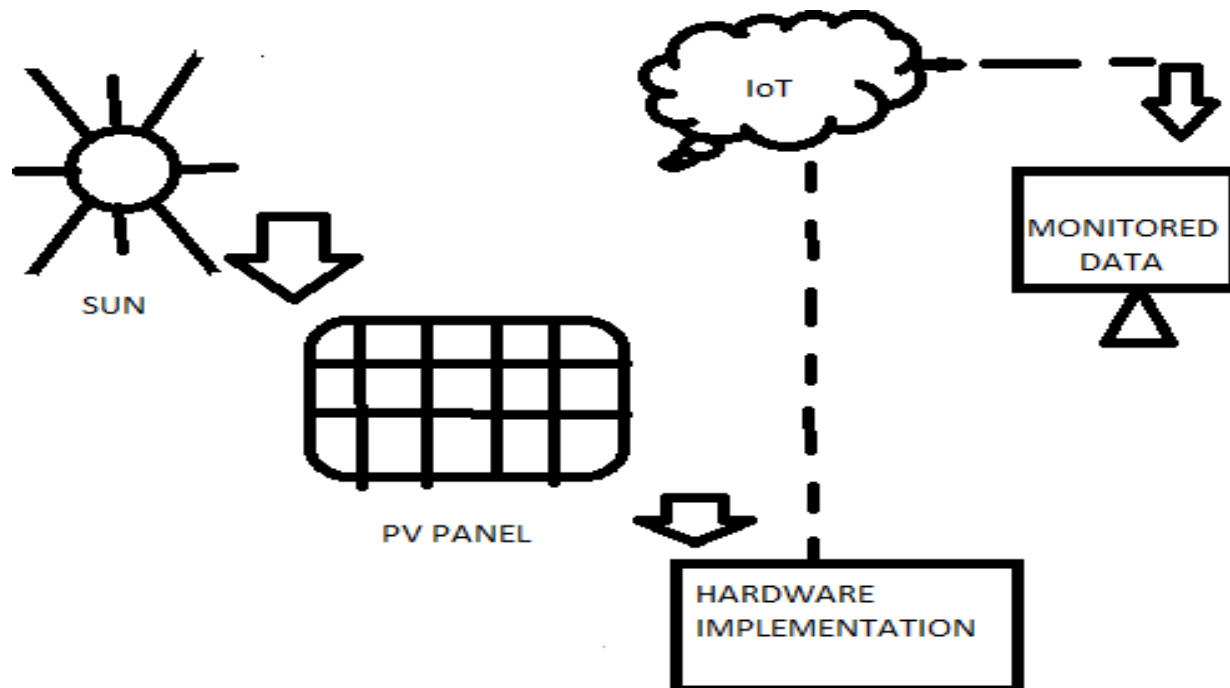 IoT
MONITORED
DATA
SUN
PV PANEL
HARDWARE
IMPLEMENTATION